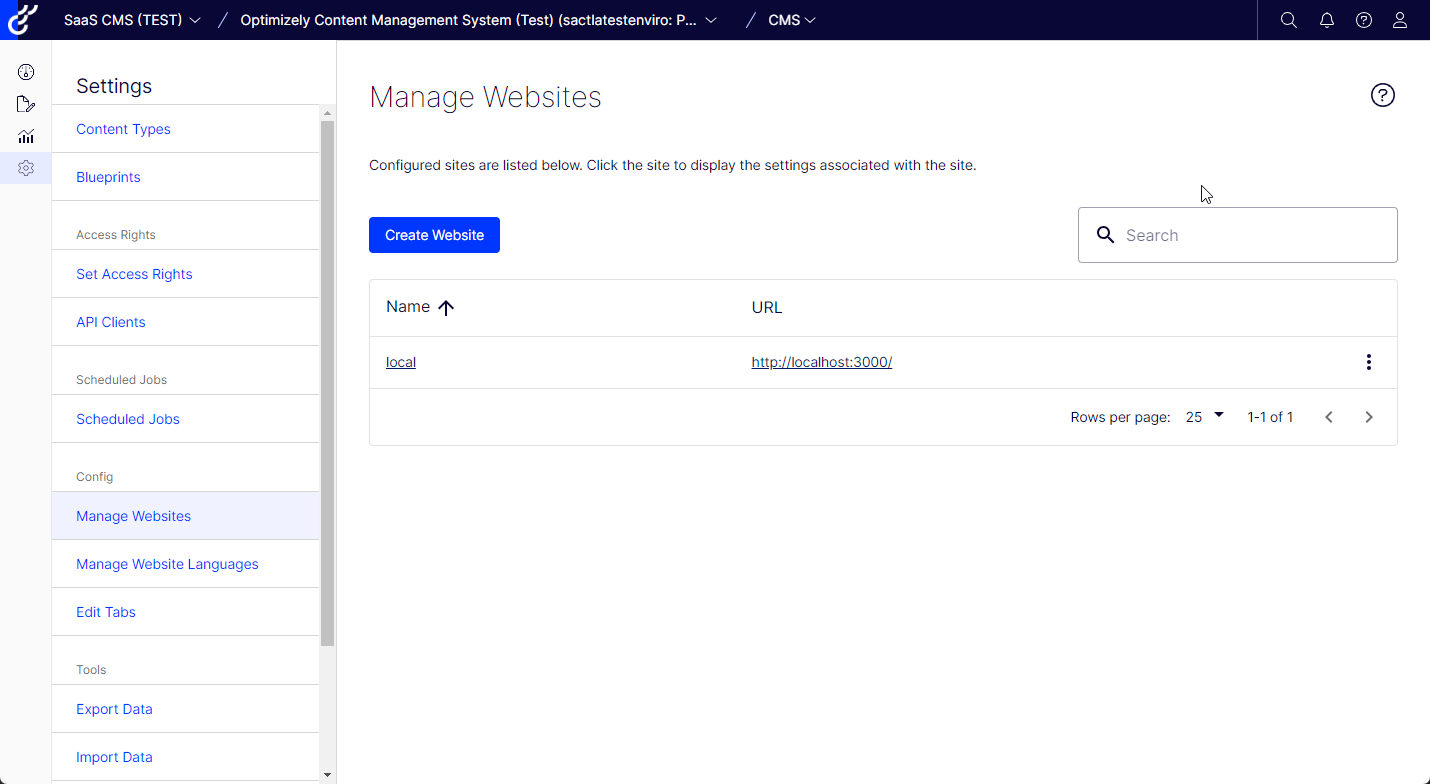 SaaS CMS (TEST) / Optimizely Content Management System (Test) (sactlatestenviro: P... / CMS
Settings
Content Types
Blueprints
Access Rights
Set Access Rights
API Clients
Scheduled Jobs
Scheduled Jobs
Config
Manage Websites
Manage Website Languages
Edit Tabs
Tools
Export Data
Import Data
Manage Websites
Configured sites are listed below. Click the site to display the settings associated with the site.
Create Website
Search
Name URL
local http://localhost:3000/
Rows per page: 25 1-1 of 1